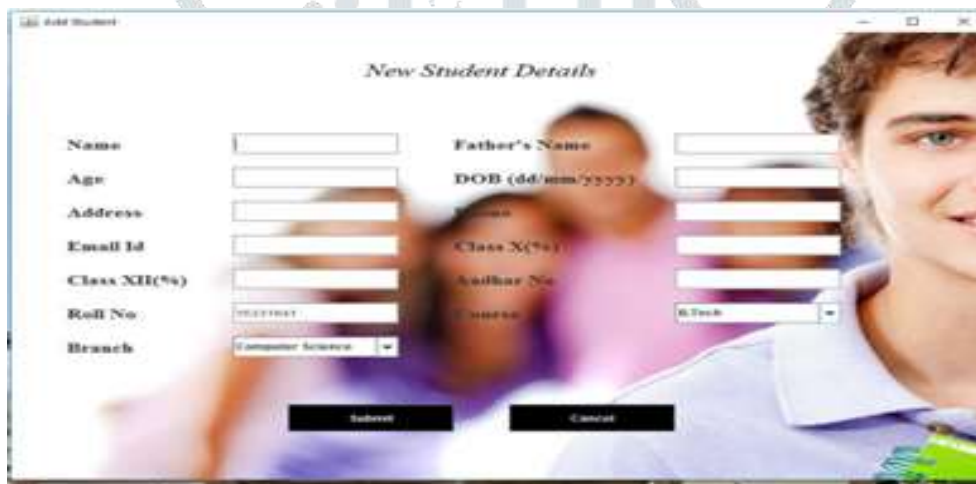 Add Student
New Student Details
Name Father's Name
Age DOB (dd/mm/yyyy)
Address
Email Id Class X(%)
Class XII(%) Aadhar No
Roll No Course B.Tech
Branch Computer Science
Submit Cancel